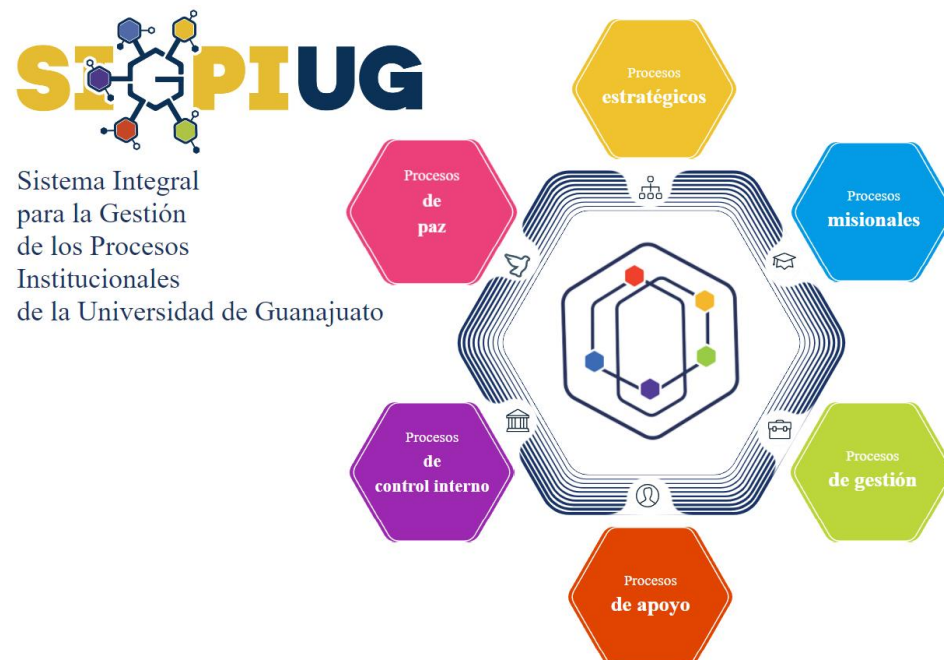 SIGPIUG
Sistema Integral
para la Gestión
de los Procesos
Institucionales
de la Universidad de Guanajuato
Procesos
estratégicos
Procesos
misionales
Procesos
de gestión
Procesos
de apoyo
Procesos
de
control interno
Procesos
de
paz